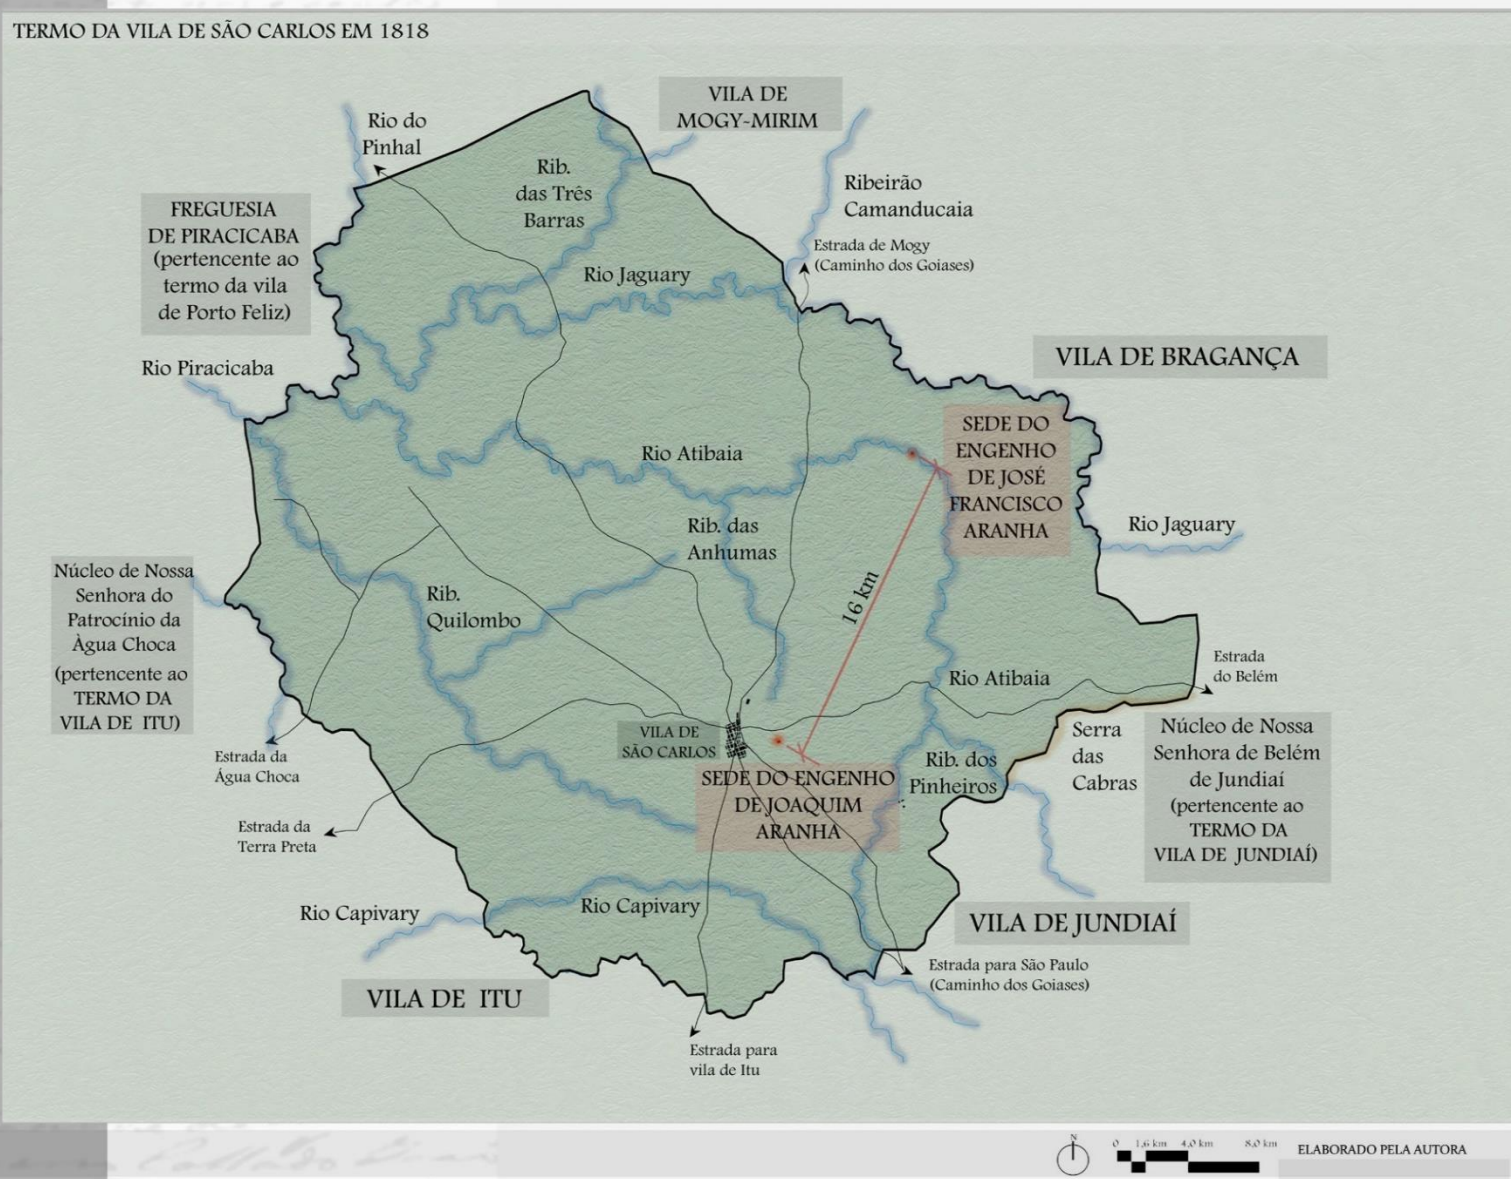 TERMO DA VILA DE SÃO CARLOS EM 1818
VILA DE
MOGY-MIRIM
Rio do
Pinhal
Rib.
das Três
Barras
Ribeirão
Camanducaia
FREGUESIA
DE PIRACICABA
(pertencente ao
termo da vila
de Porto Feliz)
Estrada de Mogy
(Caminho dos Goiases)
Rio Jaguary
VILA DE BRAGANÇA
Rio Piracicaba
SEDE DO
ENGENHO
DE JOSÉ
FRANCISCO
ARANHA
Rio Atibaia
Rib. das
Anhumas
Rio Jaguary
16 km
Núcleo de Nossa
Senhora do
Patrocínio da
Àgua Choca
(pertencente ao
TERMO DA
VILA DE ITU)
Rib.
Quilombo
Estrada
do Belém
Rio Atibaia
VILA DE
SÃO CARLOS
Serra
das
Cabras
Núcleo de Nossa
Senhora de Belém
de Jundiaí
(pertencente ao
TERMO DA
VILA DE JUNDIAÍ)
Estrada da
Água Choca
Rib. dos
Pinheiros
SEDE DO ENGENHO
DE JOAQUIM
ARANHA
Estrada da
Terra Preta
Rio Capivary
Rio Capivary
VILA DE JUNDIAÍ
Estrada para São Paulo
(Caminho dos Goiases)
VILA DE ITU
Estrada para
vila de Itu
N
0 1,6 km 4,0 km 8,0 km
ELABORADO PELA AUTORA